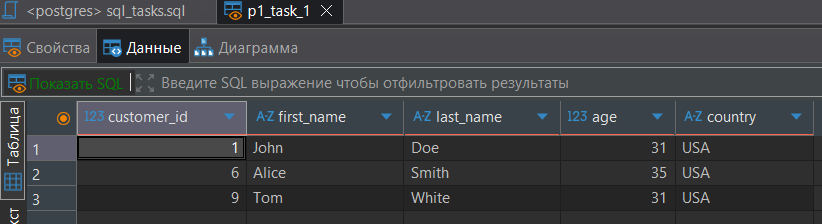 <postgres> sql_tasks.sql p1_task_1
Свойства Данные Диаграмма
Показать SQL Введите SQL выражение чтобы отфильтровать результаты
Таблица
123 customer_id A-Z first_name A-Z last_name 123 age A-Z country
1 1 John Doe 31 USA
2 6 Alice Smith 35 USA
3 9 Tom White 31 USA